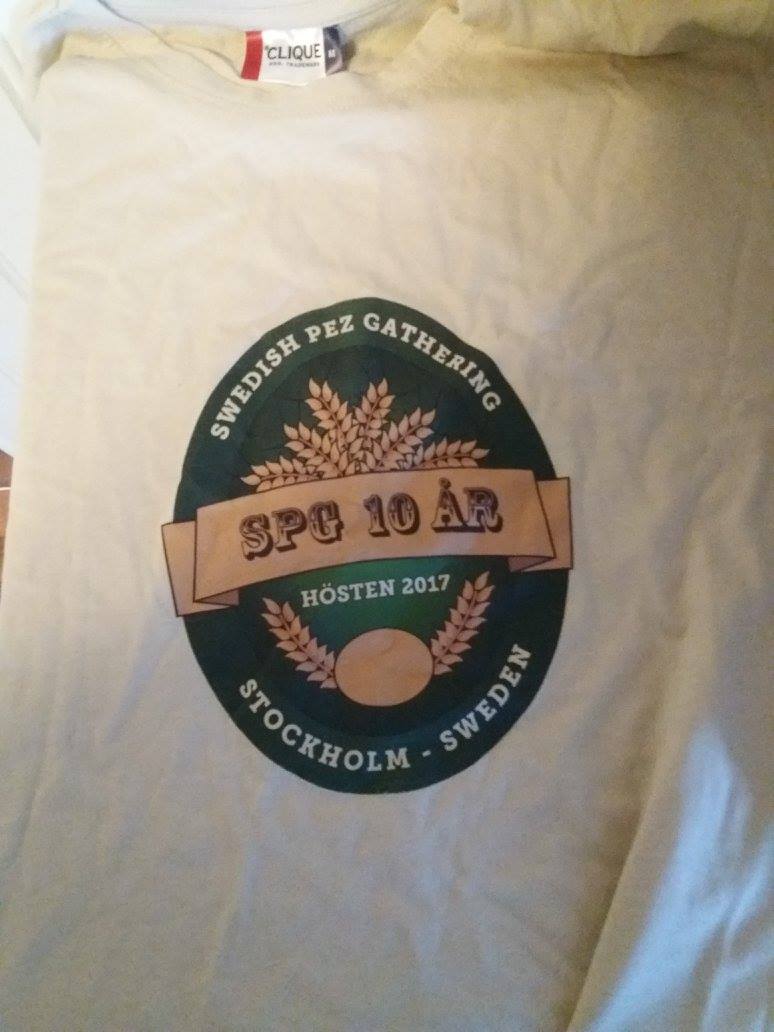 CLIQUE
M
SWEDISH PEZ GATHERING
SPG 10 ÅR
HÖSTEN 2017
STOCKHOLM - SWEDEN